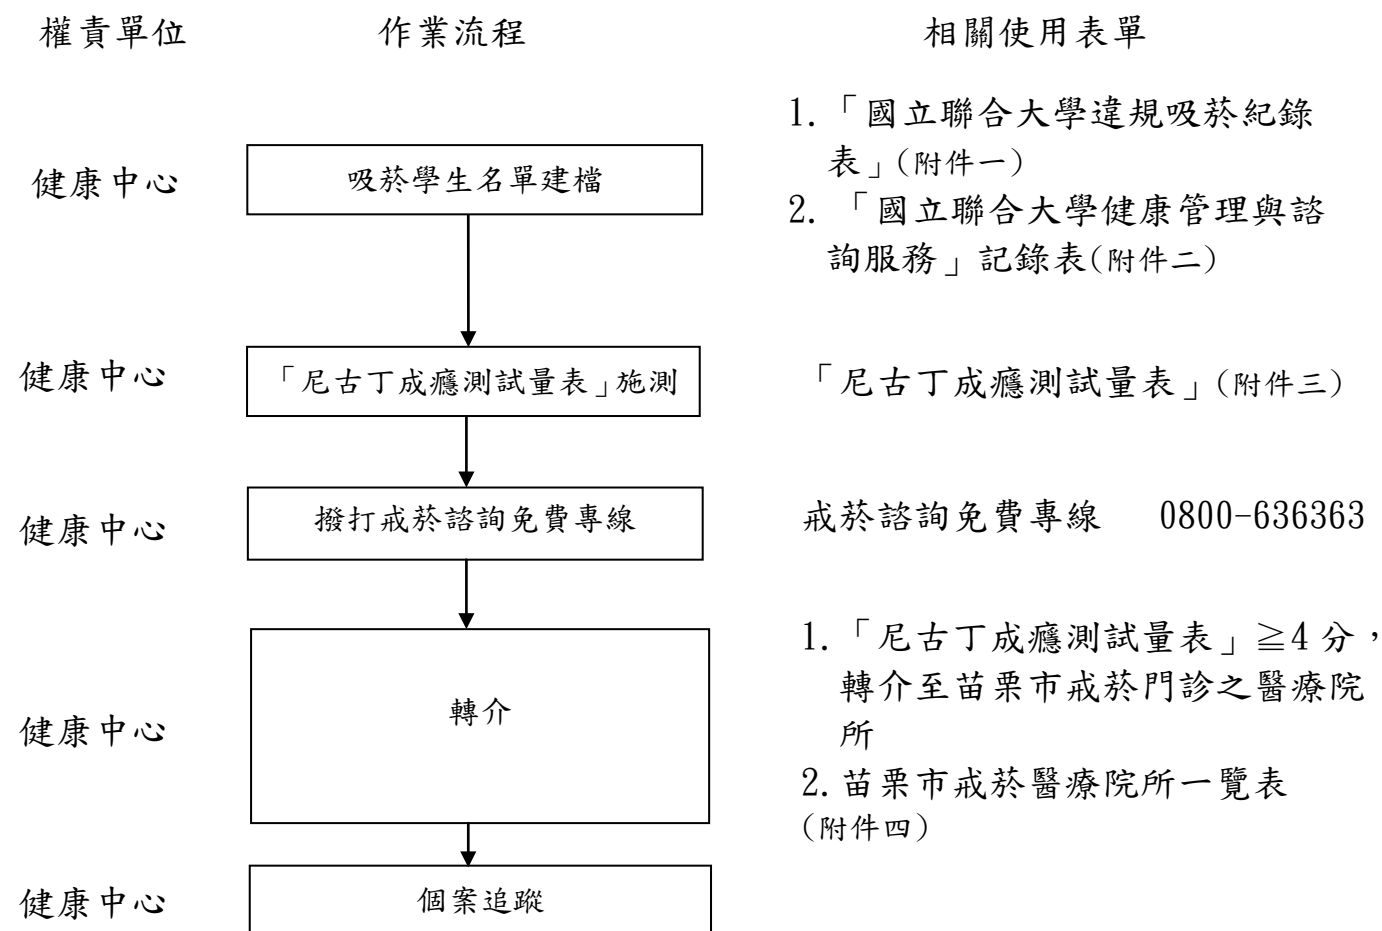 權責單位 作業流程 相關使用表單
健康中心 吸菸學生名單建檔
1.「國立聯合大學違規吸菸紀錄
表」(附件一)
2. 「國立聯合大學健康管理與諮
詢服務」記錄表(附件二)
健康中心 「尼古丁成癮測試量表」施測 「尼古丁成癮測試量表」(附件三)
健康中心 撥打戒菸諮詢免費專線 戒菸諮詢免費專線 0800-636363
健康中心 轉介
1.「尼古丁成癮測試量表」≧4 分，
轉介至苗栗市戒菸門診之醫療院
所
2.苗栗市戒菸醫療院所一覽表
(附件四)
健康中心 個案追蹤